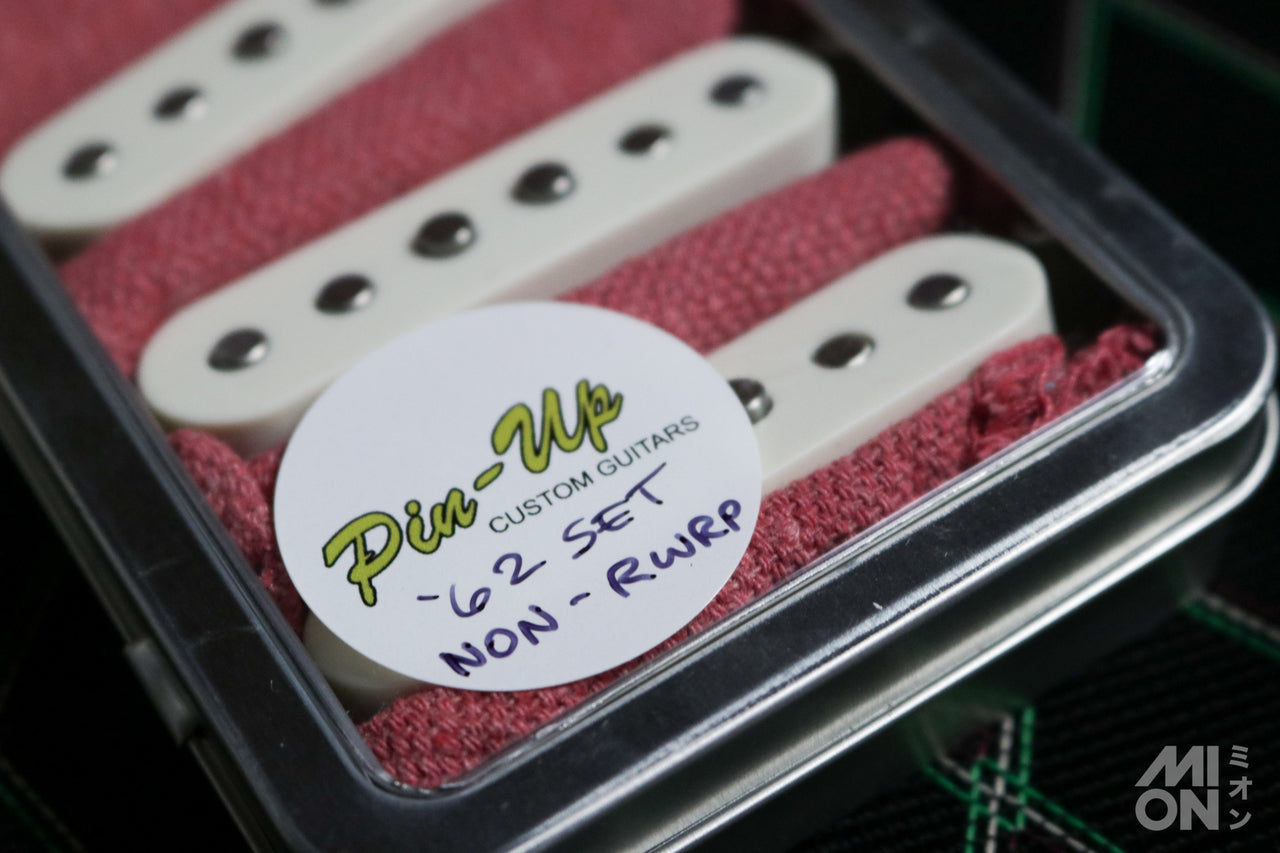 Pin-Up
CUSTOM GUITARS
-62 SET
NON-RWRP
MI
ON
ミオン